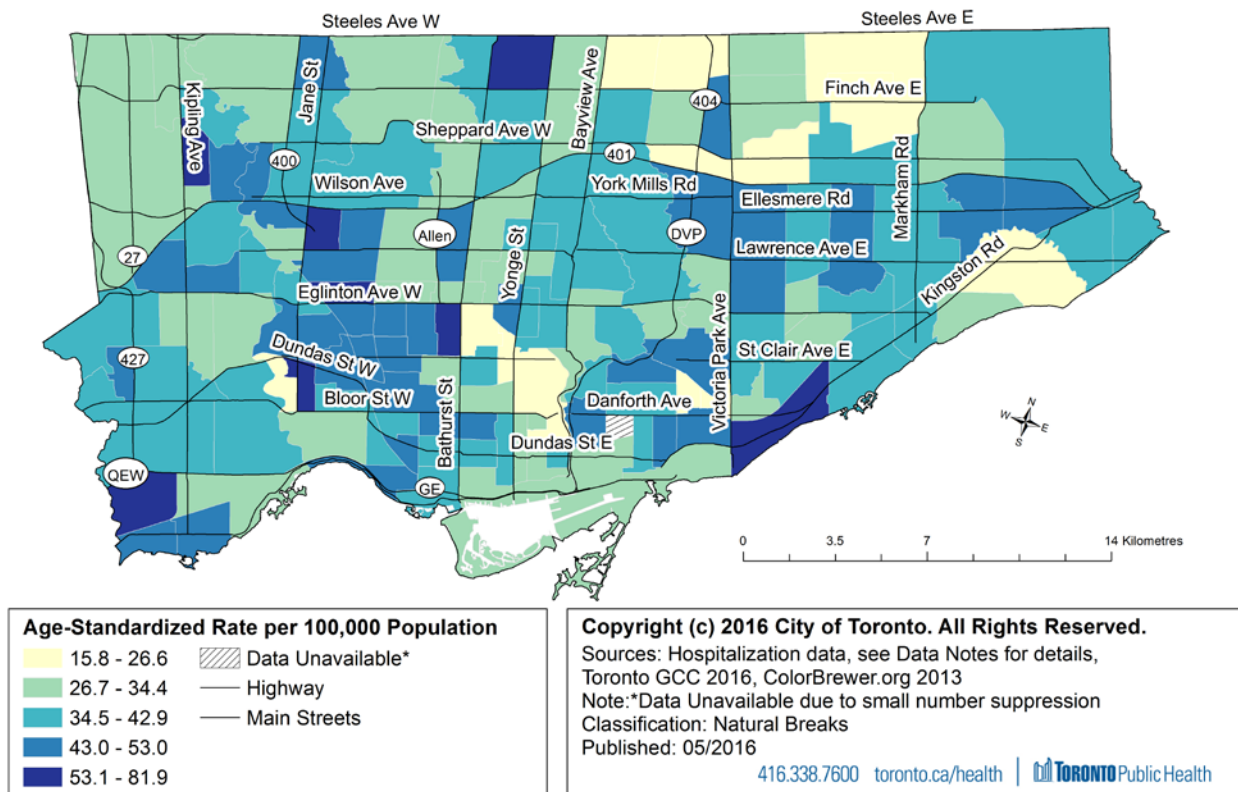 Steeles Ave W
Steeles Ave E
Kipling Ave
Jane St
Bayview Ave
404
Finch Ave E
Sheppard Ave W
400
401
Markham Rd
Wilson Ave
York Mills Rd
Ellesmere Rd
Allen
DVP
27
Lawrence Ave E
Yonge St
Kingston Rd
Eglinton Ave W
Victoria Park Ave
427
Dundas St W
St Clair Ave E
Bloor St W
Bathurst St
Danforth Ave
Dundas St E
N
W E
S
QEW
GE
0 3.5 7 14 Kilometres
Age-Standardized Rate per 100,000 Population
15.8 - 26.6
26.7 - 34.4
34.5 - 42.9
43.0 - 53.0
53.1 - 81.9
Data Unavailable*
Highway
Main Streets
Copyright (c) 2016 City of Toronto. All Rights Reserved.
Sources: Hospitalization data, see Data Notes for details,
Toronto GCC 2016, ColorBrewer.org 2013
Note:*Data Unavailable due to small number suppression
Classification: Natural Breaks
Published: 05/2016
416.338.7600 toronto.ca/health | TORONTO Public Health